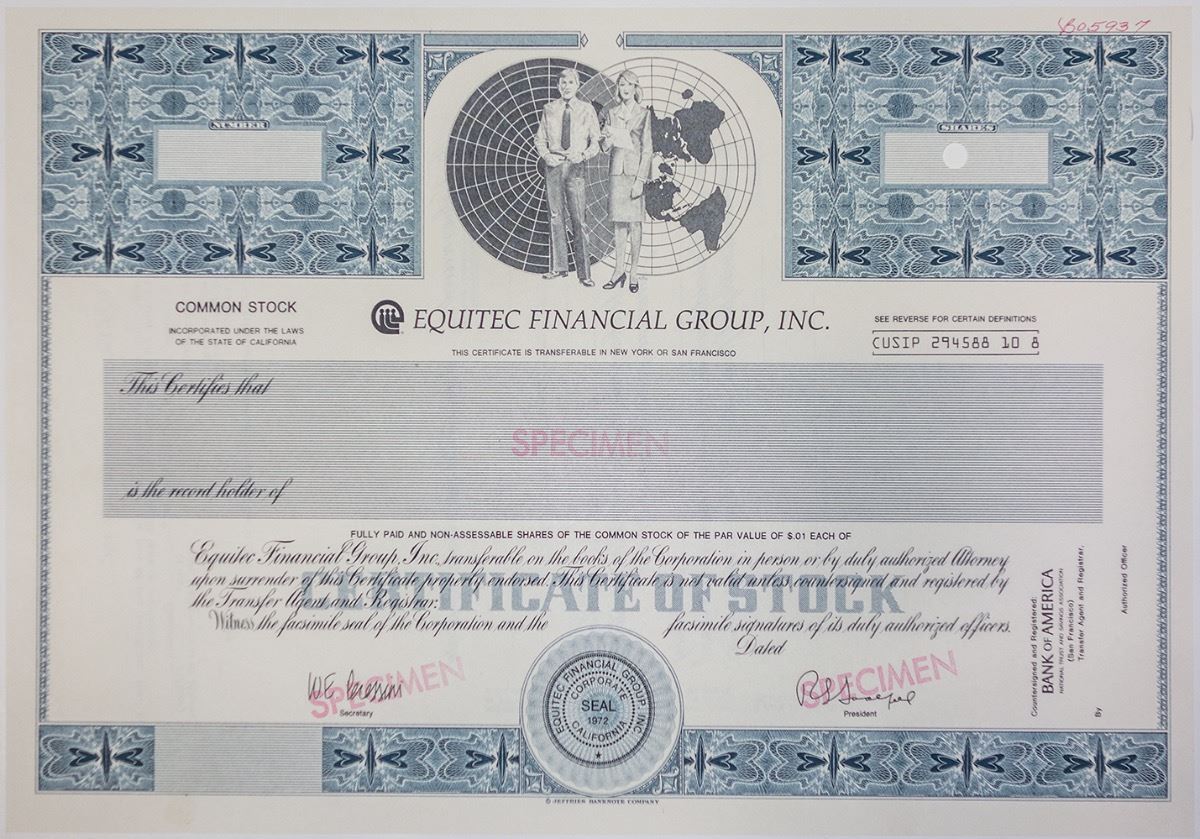 B05937
NUMBER
SHARES
COMMON STOCK
INCORPORATED UNDER THE LAWS
OF THE STATE OF CALIFORNIA
EQUITEC FINANCIAL GROUP, INC.
THIS CERTIFICATE IS TRANSFERABLE IN NEW YORK OR SAN FRANCISCO
SEE REVERSE FOR CERTAIN DEFINITIONS
CUSIP 294588 10 8
This Certifies that
SPECIMEN
is the record holder of
FULLY PAID AND NON-ASSESSABLE SHARES OF THE COMMON STOCK OF THE PAR VALUE OF $.01 EACH OF
Equitec Financial Group, Inc., transferable on the books of the Corporation in person or by duly authorized Attorney
upon surrender of this Certificate properly endorsed. This Certificate is not valid unless countersigned and registered by
the Transfer Agent and Registrar.
CERTIFICATE OF STOCK
Witness the facsimile seal of the Corporation and the facsimile signatures of its duly authorized officers.
Dated
SPECIMEN
Secretary
EQUITEC FINANCIAL GROUP INC
CORPORATE
SEAL
1972
CALIFORNIA
SPECIMEN
President
Countersigned and Registered:
BANK OF AMERICA
NATIONAL TRUST AND SAVINGS ASSOCIATION
(San Francisco)
Transfer Agent and Registrar,
By
Authorized Officer
© JEFFRIES BANKNOTE COMPANY